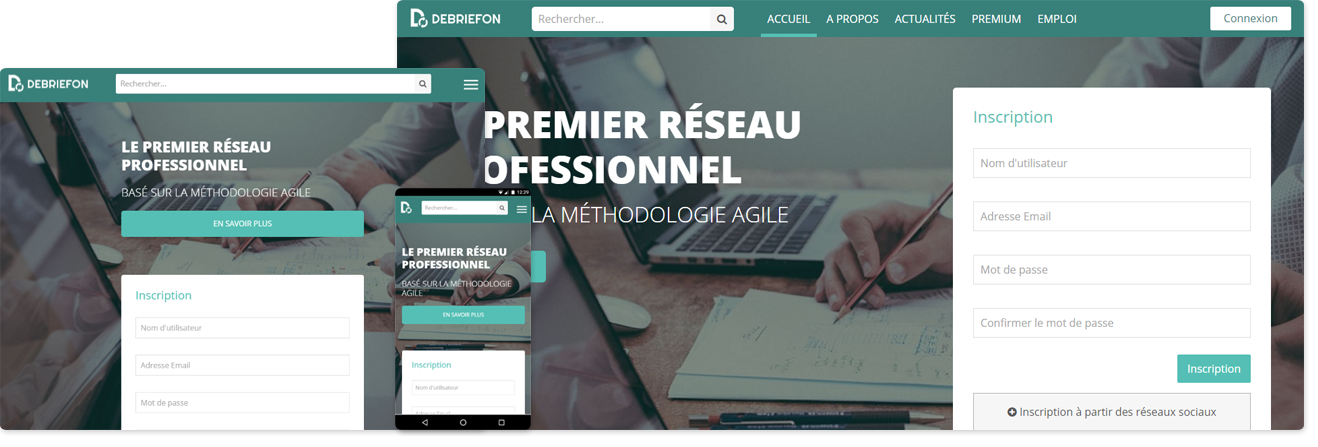 DEBRIEFON
Rechercher...
ACCUEIL
A PROPOS
ACTUALITÉS
PREMIUM
EMPLOI
Connexion
PREMIER RÉSEAU
OFESSIONNEL
LA MÉTHODOLOGIE AGILE
Inscription
Nom d'utilisateur
Adresse Email
Mot de passe
Confirmer le mot de passe
Inscription
Inscription à partir des réseaux sociaux
DEBRIEFON
Rechercher...
LE PREMIER RÉSEAU
PROFESSIONNEL
BASÉ SUR LA MÉTHODOLOGIE AGILE
EN SAVOIR PLUS
Inscription
Nom d'utilisateur
Adresse Email
Mot de passe
12:29
Rechercher...
LE PREMIER RÉSEAU
PROFESSIONNEL
BASÉ SUR LA MÉTHODOLOGIE
AGILE
EN SAVOIR PLUS
Inscription
Nom d'utilisateur
Adresse Email